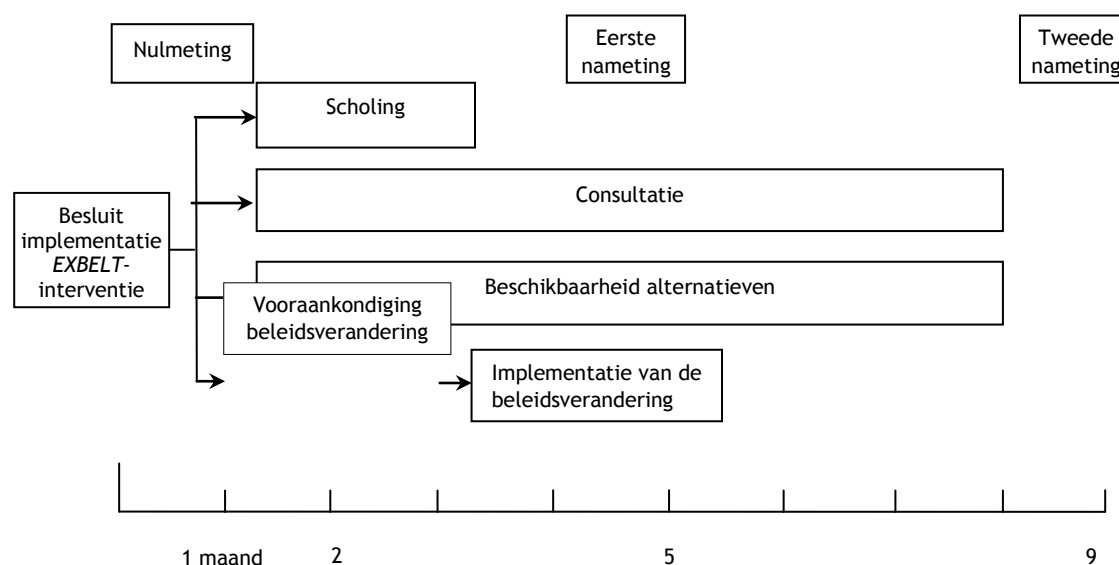 Nulmeting
Eerste
nameting
Tweede
nameting
Scholing
Consultatie
Besluit
implementatie
EXBELT-
interventie
Beschikbaarheid alternatieven
Vooraankondiging
beleidsverandering
Implementatie van de
beleidsverandering
1 maand
2
5
9